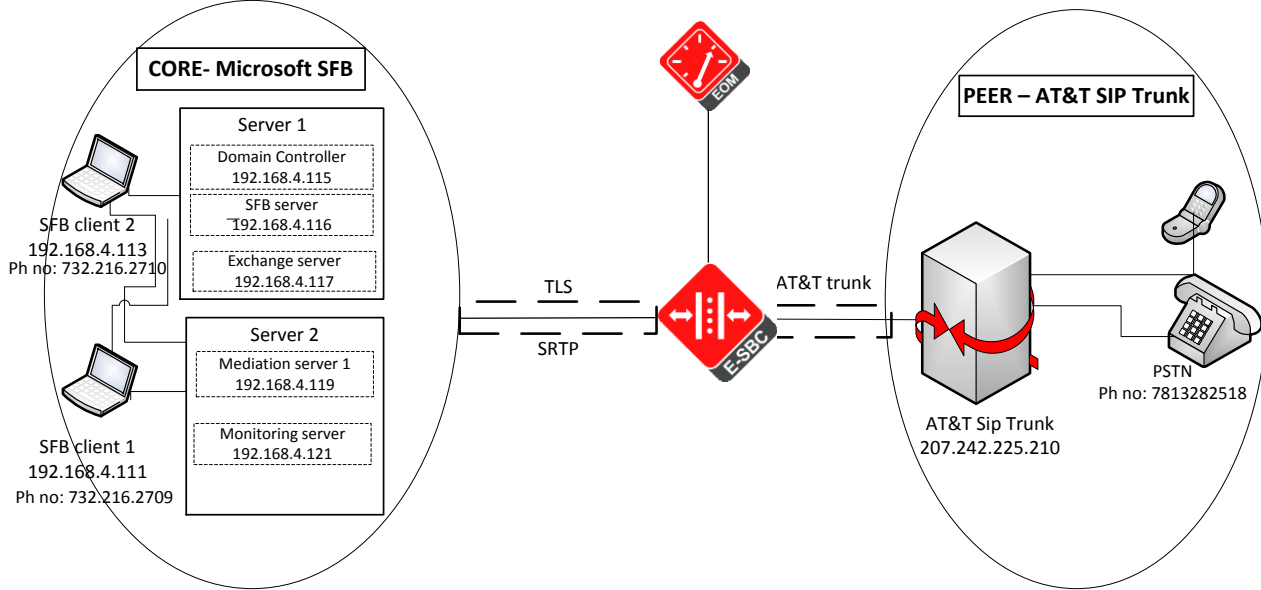 CORE- Microsoft SFB
Server 1
Domain Controller
192.168.4.115
SFB server
192.168.4.116
Exchange server
192.168.4.117
SFB client 2
192.168.4.113
Ph no: 732.216.2710
Server 2
Mediation server 1
192.168.4.119
Monitoring server
192.168.4.121
SFB client 1
192.168.4.111
Ph no: 732.216.2709
TLS
SRTP
EOM
E-SBC
AT&T trunk
PEER – AT&T SIP Trunk
AT&T Sip Trunk
207.242.225.210
PSTN
Ph no: 7813282518